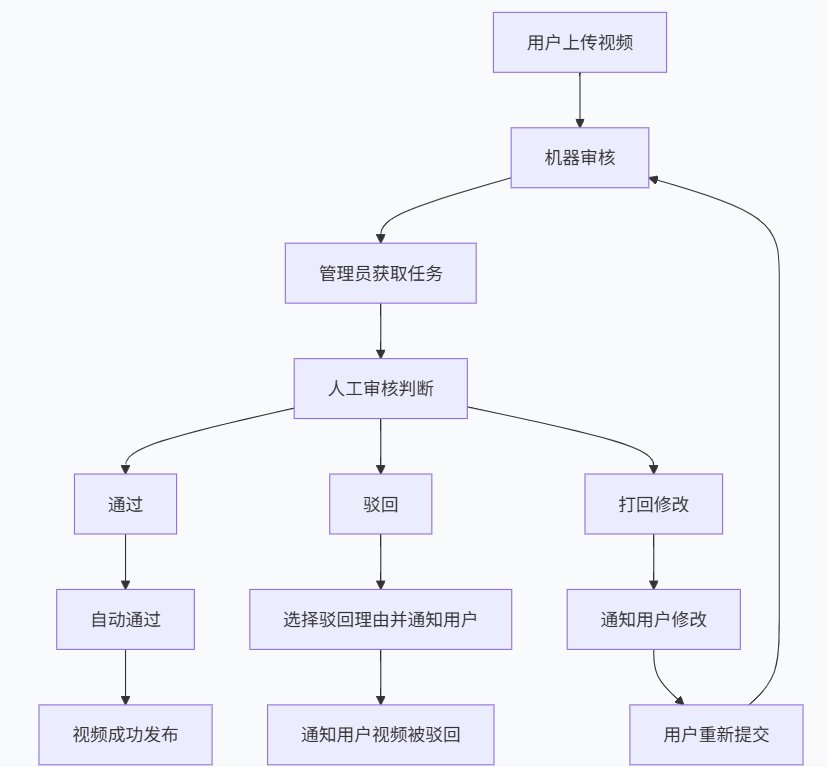 用户上传视频
机器审核
管理员获取任务
人工审核判断
通过
驳回
打回修改
自动通过
选择驳回理由并通知用户
通知用户修改
视频成功发布
通知用户视频被驳回
用户重新提交